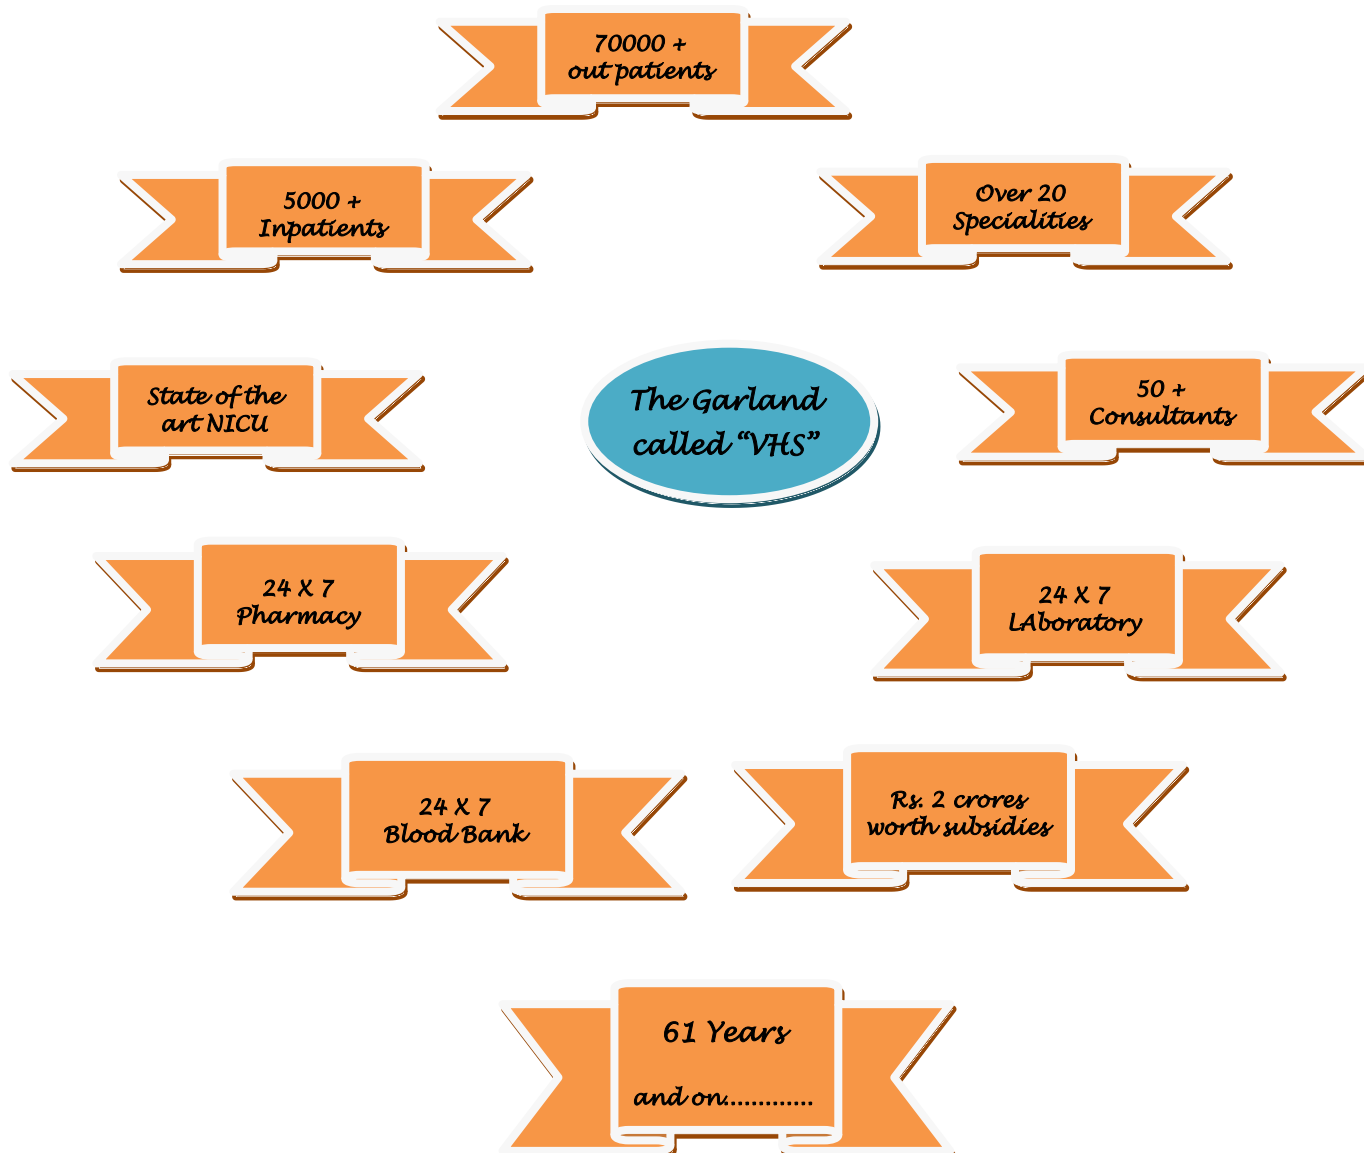 70000 +
out patients
5000 +
Inpatients
Over 20
Specialities
State of the
art NICU
The Garland
called “VHS”
50 +
Consultants
24 X 7
Pharmacy
24 X 7
LAboratory
24 X 7
Blood Bank
Rs. 2 crores
worth subsidies
61 Years
and on.............